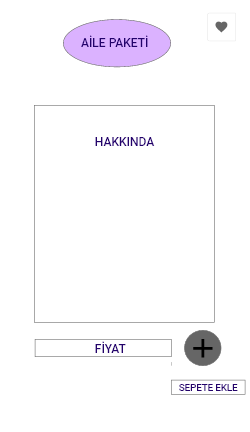 AİLE PAKETİ
HAKKINDA
FİYAT
SEPETE EKLE